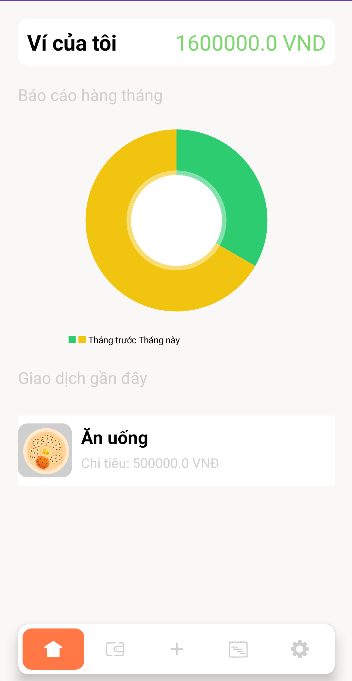 Ví của tôi 1600000.0 VND
Báo cáo hàng tháng
Tháng trước Tháng này
Giao dịch gần đây
Ăn uống
Chi tiêu: 500000.0 VNĐ